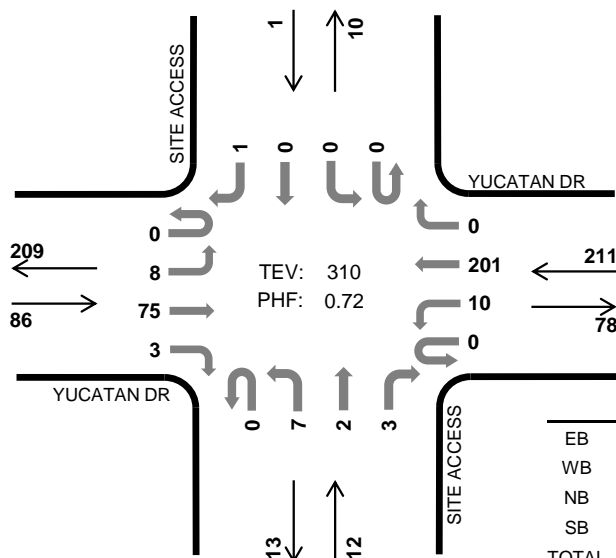 1
10
SITE ACCESS
1
0
0
0
YUCATAN DR
0
0
209
8
TEV: 310
201
211
86
75
PHF: 0.72
10
78
3
0
YUCATAN DR
0
7
2
3
SITE ACCESS
EB
WB
NB
SB
13
12
TOTAL